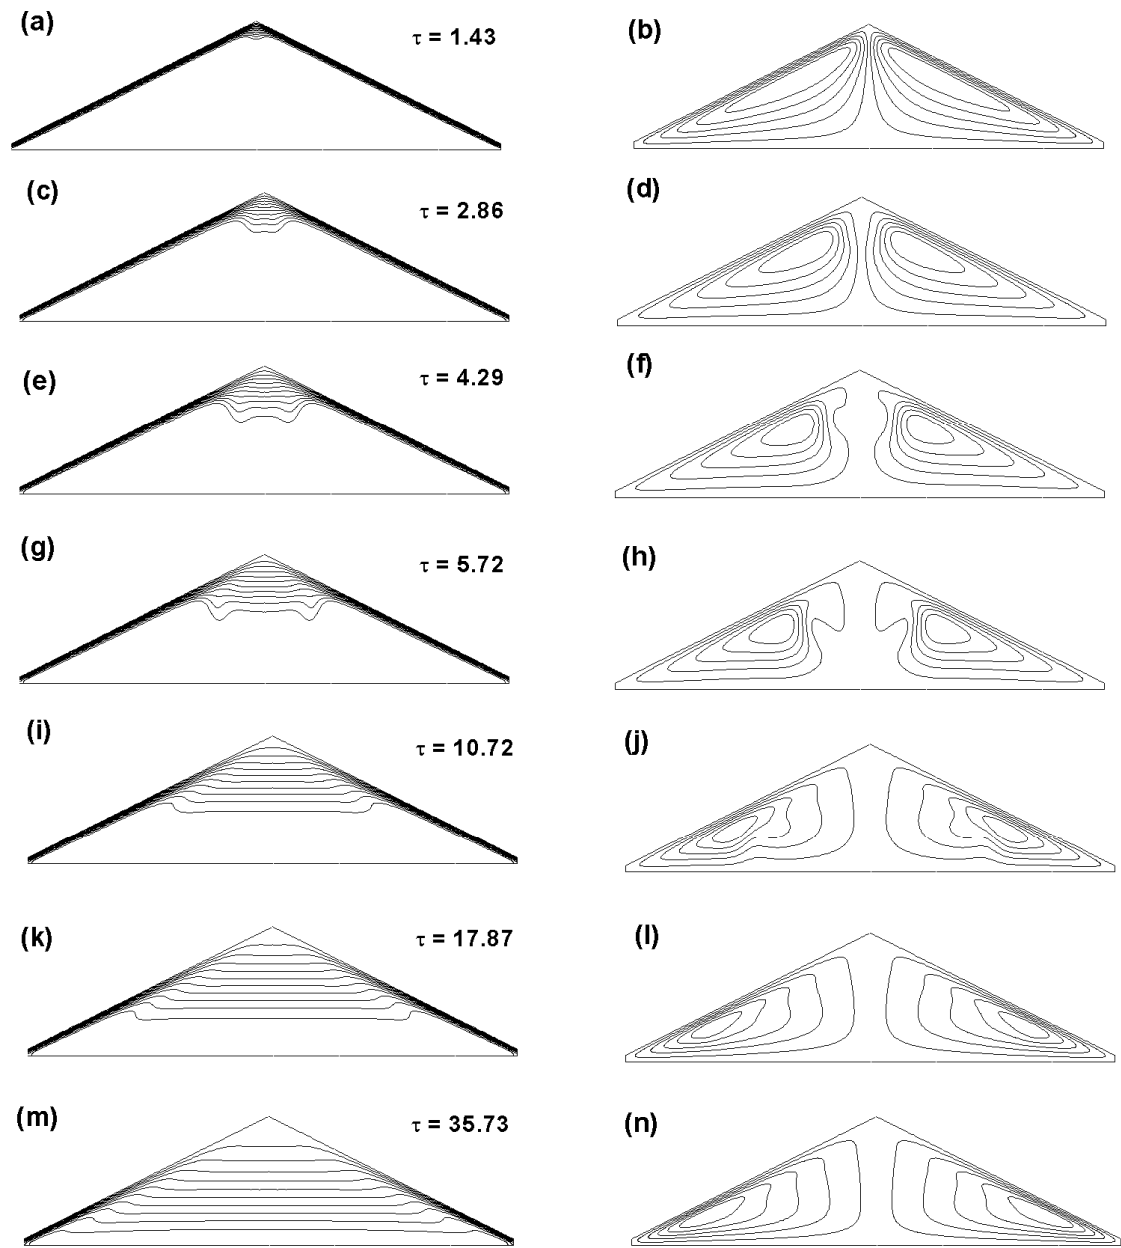 (a)
τ = 1.43
(b)
(c)
τ = 2.86
(d)
(e)
τ = 4.29
(f)
(g)
τ = 5.72
(h)
(i)
τ = 10.72
(j)
(k)
τ = 17.87
(l)
(m)
τ = 35.73
(n)